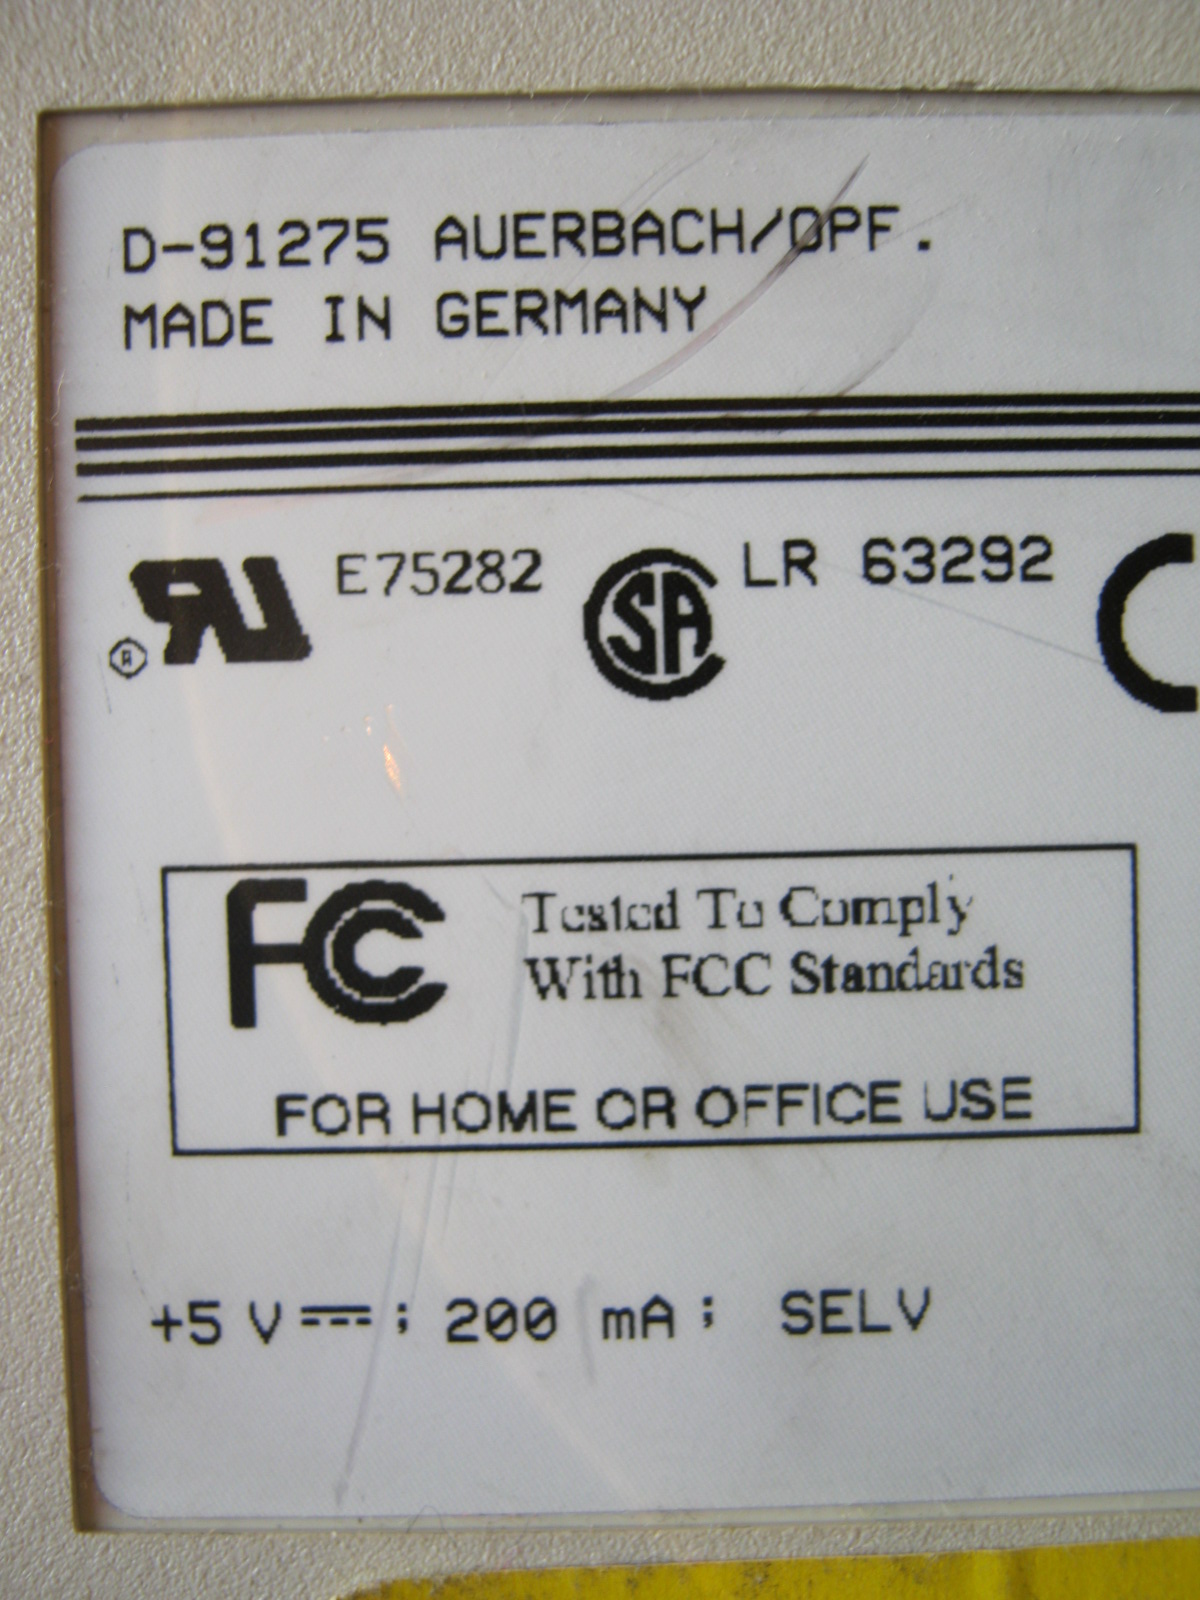 D-91275 AUERBACH/OPF.
MADE IN GERMANY
E75282 LR 63292
FCC Tested To Comply
With FCC Standards
FOR HOME OR OFFICE USE
+5 V ⎓; 200 mA; SELV